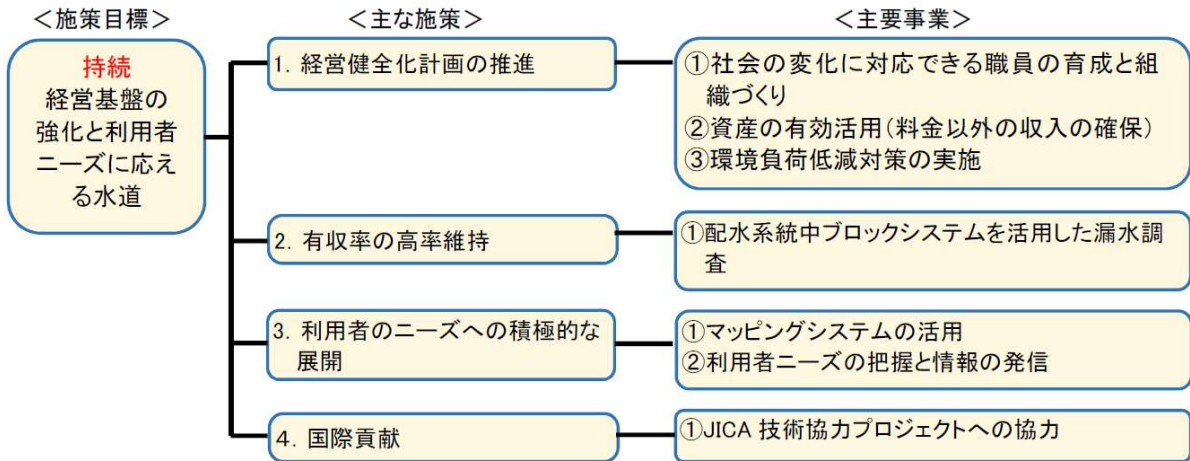 ＜施策目標＞
＜主な施策＞
＜主要事業＞
持続
経営基盤の
強化と利用者
ニーズに応え
る水道
1．経営健全化計画の推進
①社会の変化に対応できる職員の育成と組
織づくり
②資産の有効活用（料金以外の収入の確保）
③環境負荷低減対策の実施
2．有収率の高率維持
①配水系統中ブロックシステムを活用した漏水調
査
3．利用者のニーズへの積極的な
展開
①マッピングシステムの活用
②利用者ニーズの把握と情報の発信
4．国際貢献
①JICA 技術協力プロジェクトへの協力